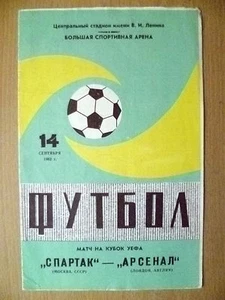 Центральный стадион имени В. И. Ленина
БОЛЬШАЯ СПОРТИВНАЯ АРЕНА
14
СЕНТЯБРЯ
1982 г.
ФУТБОЛ
МАТЧ НА КУБОК УЕФА
„СПАРТАК" — „АРСЕНАЛ"
(МОСКВА, СССР) (ЛОНДОН, АНГЛИЯ)